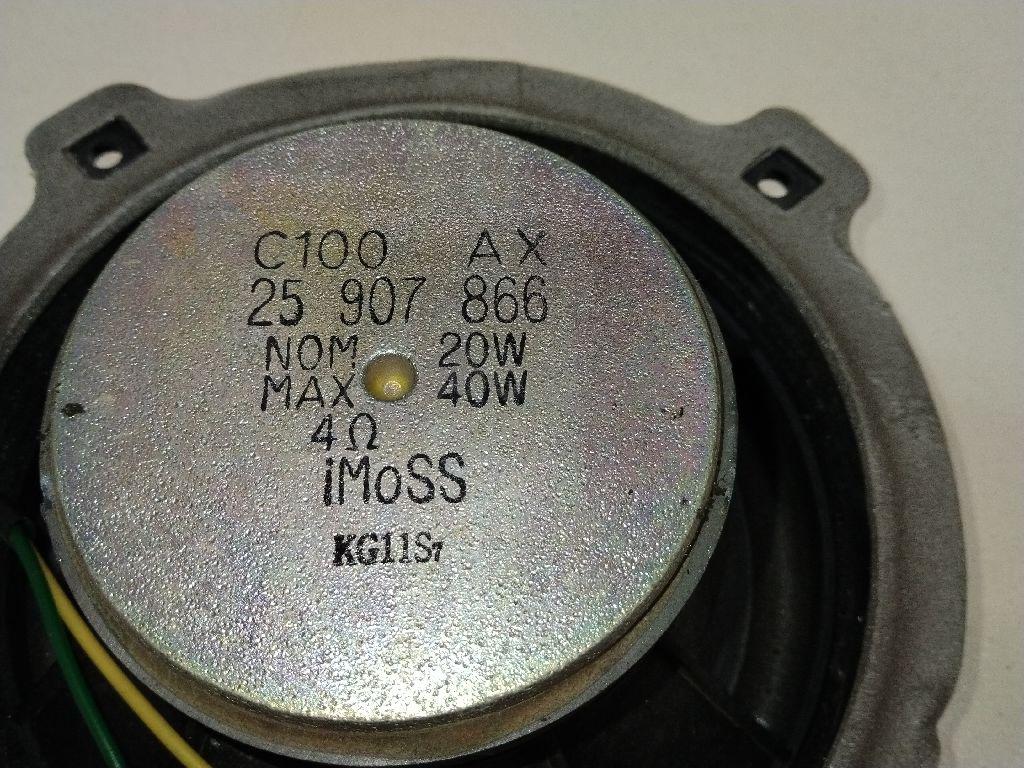 C100 AX
25 907 866
NOM 20W
MAX 40W
4Ω
iMoSS
KG11S7